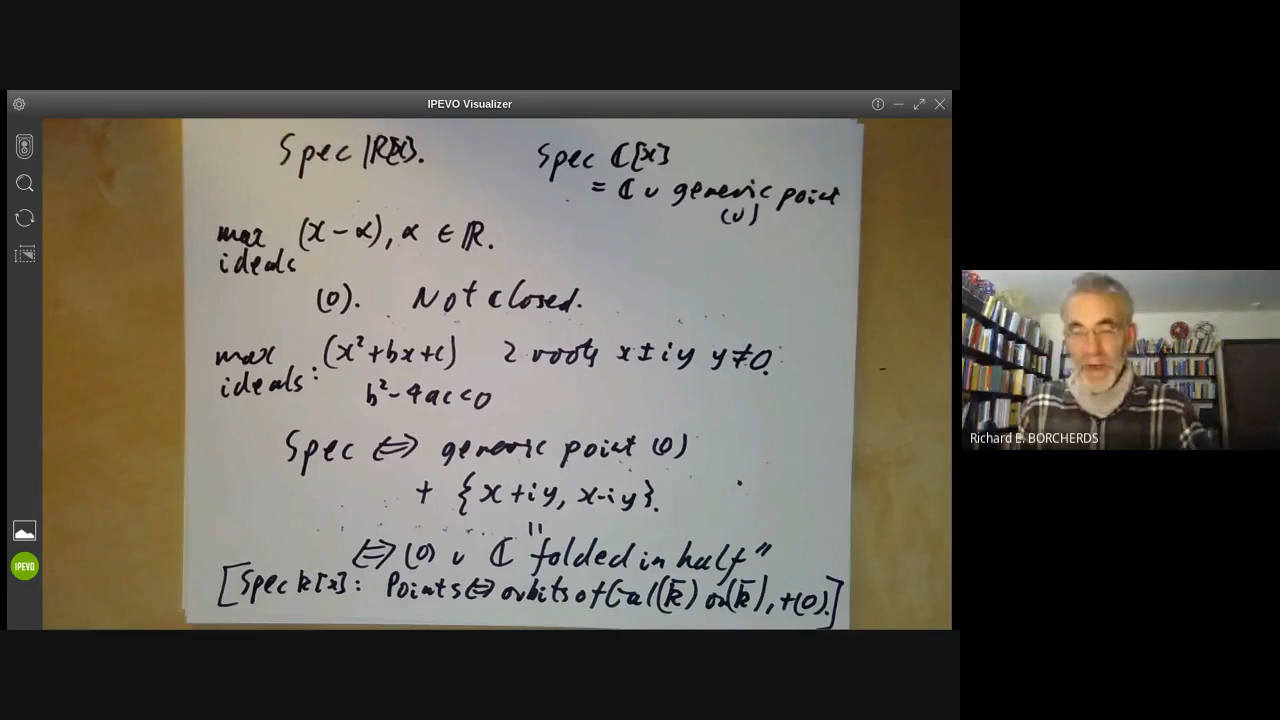 IPEVO Visualizer
Spec ℝ[x].
Spec ℂ[x]
= ℂ ∪ generic point
(0)
max (x-α), α ∈ ℝ.
ideals
(0). Not closed.
max (x²+bx+c) 2 roots x±iy y≠0.
ideals:
b²-4ac<0
Spec ⇔ generic point (0)
+ {x+iy, x-iy}.
"
⇔ (0) ∪ ℂ "folded in half"
[Spec k[x]: Points ⇔ orbits of Gal(k̄) on (k̄), +(0).]
Richard E. BORCHERDS
IPEVO